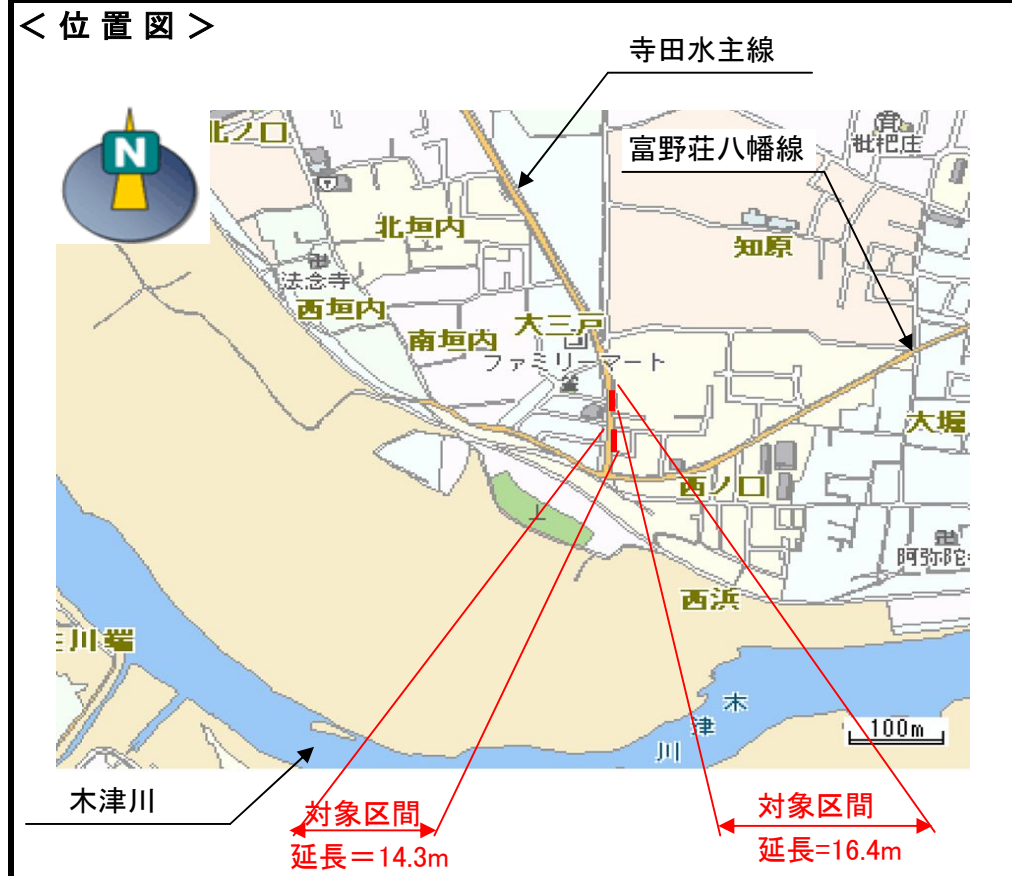 ＜位置図＞
寺田水主線
N
北ノ口
枇杷庄
富野荘八幡線
北垣内
知原
法念寺
西垣内
南垣内
大三戸
ファミリーマート
大堀
西ノ口
阿弥陀
西浜
川端
木
津
川
100m
木津川
対象区間
延長＝14.3m
対象区間
延長=16.4m